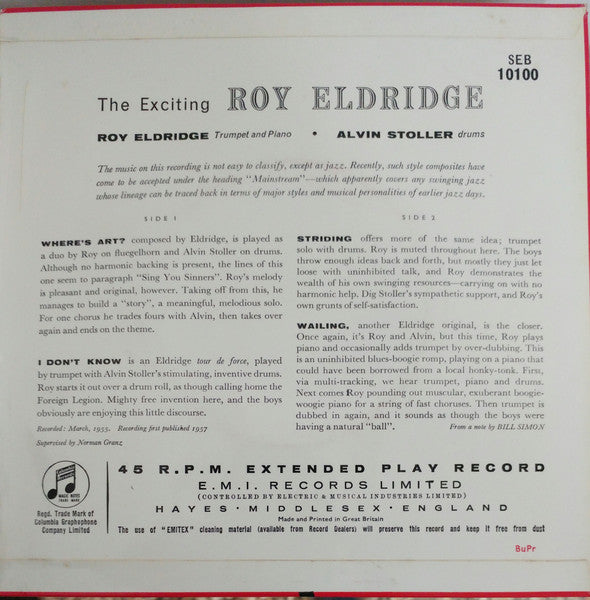 SEB
10100
The Exciting ROY ELDRIDGE
ROY ELDRIDGE Trumpet and Piano • ALVIN STOLLER drums
The music on this recording is not easy to classify, except as jazz. Recently, such style composites have
come to be accepted under the heading "Mainstream"—which apparently covers any swinging jazz
whose lineage can be traced back in terms of major styles and musical personalities of earlier jazz days.
SIDE 1
WHERE'S ART? composed by Eldridge, is played as
a duo by Roy on fluegelhorn and Alvin Stoller on drums.
Although no harmonic backing is present, the lines of this
one seem to paragraph "Sing You Sinners". Roy's melody
is pleasant and original, however. Taking off from this, he
manages to build a "story", a meaningful, melodious solo.
For one chorus he trades fours with Alvin, then takes over
again and ends on the theme.
I DON'T KNOW is an Eldridge tour de force, played
by trumpet with Alvin Stoller's stimulating, inventive drums.
Roy starts it out over a drum roll, as though calling home the
Foreign Legion. Mighty free invention here, and the boys
obviously are enjoying this little discourse.
Recorded: March, 1955. Recording first published 1957
Supervised by Norman Granz
SIDE 2
STRIDING offers more of the same idea; trumpet
solo with drums. Roy is muted throughout here. The boys
throw enough ideas back and forth, but mostly they just let
loose with uninhibited talk, and Roy demonstrates the
wealth of his own swinging resources—carrying on with no
harmonic help. Dig Stoller's sympathetic support, and Roy's
own grunts of self-satisfaction.
WAILING, another Eldridge original, is the closer.
Once again, it's Roy and Alvin, but this time, Roy plays
piano and occasionally adds trumpet by over-dubbing. This
is an uninhibited blues-boogie romp, playing on a piano that
could have been borrowed from a local honky-tonk. First,
via multi-tracking, we hear trumpet, piano and drums.
Next comes Roy pounding out muscular, exuberant boogie-
woogie piano for a string of fast choruses. Then trumpet is
dubbed in again, and it sounds as though the boys were
having a natural "ball". From a note by BILL SIMON
Columbia
MAGIC NOTES
TRADE MARK
Regd. Trade Mark of
Columbia Graphophone
Company Limited
45 R.P.M. EXTENDED PLAY RECORD
E.M.I. RECORDS LIMITED
(CONTROLLED BY ELECTRIC & MUSICAL INDUSTRIES LIMITED)
HAYES · MIDDLESEX · ENGLAND
Made and Printed in Great Britain
The use of "EMITEX" cleaning material (available from Record Dealers) will preserve this record and keep it free from dust
BuPr